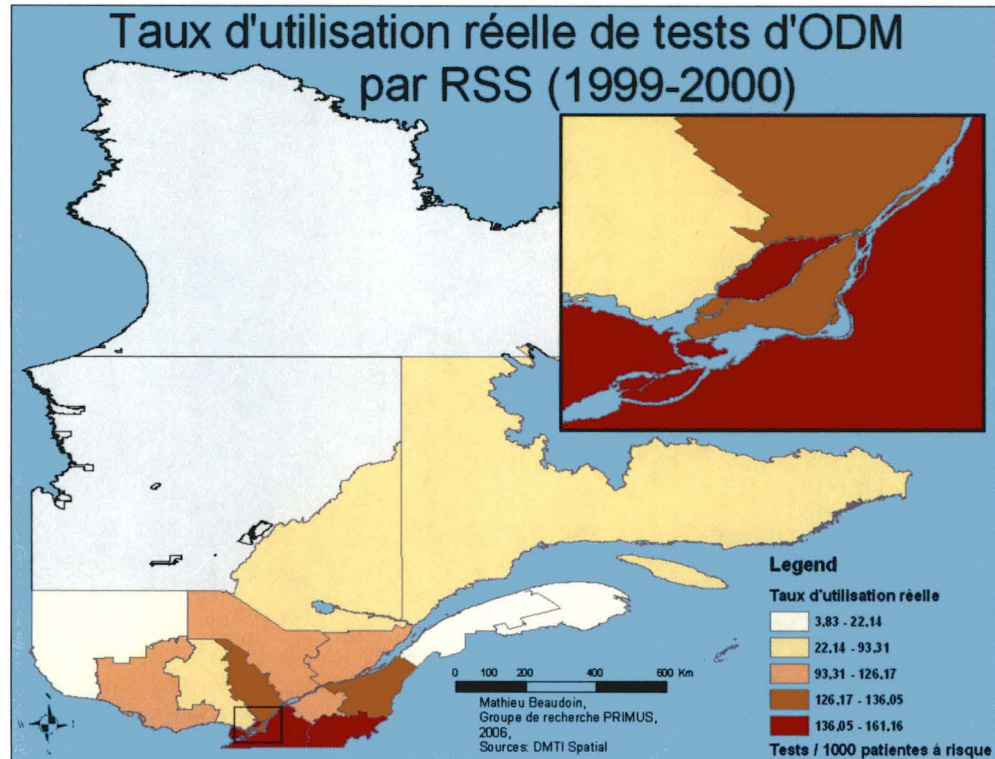 Taux d'utilisation réelle de tests d'ODM
par RSS (1999-2000)
Legend
Taux d'utilisation réelle
3,83 - 22,14
22,14 - 93,31
93,31 - 126,17
126,17 - 136,05
136,05 - 161,16
Tests / 1000 patientes à risque
0 100 200 400 600 Km
Mathieu Beaudoin,
Groupe de recherche PRIMUS,
2006,
Sources: DMTI Spatial